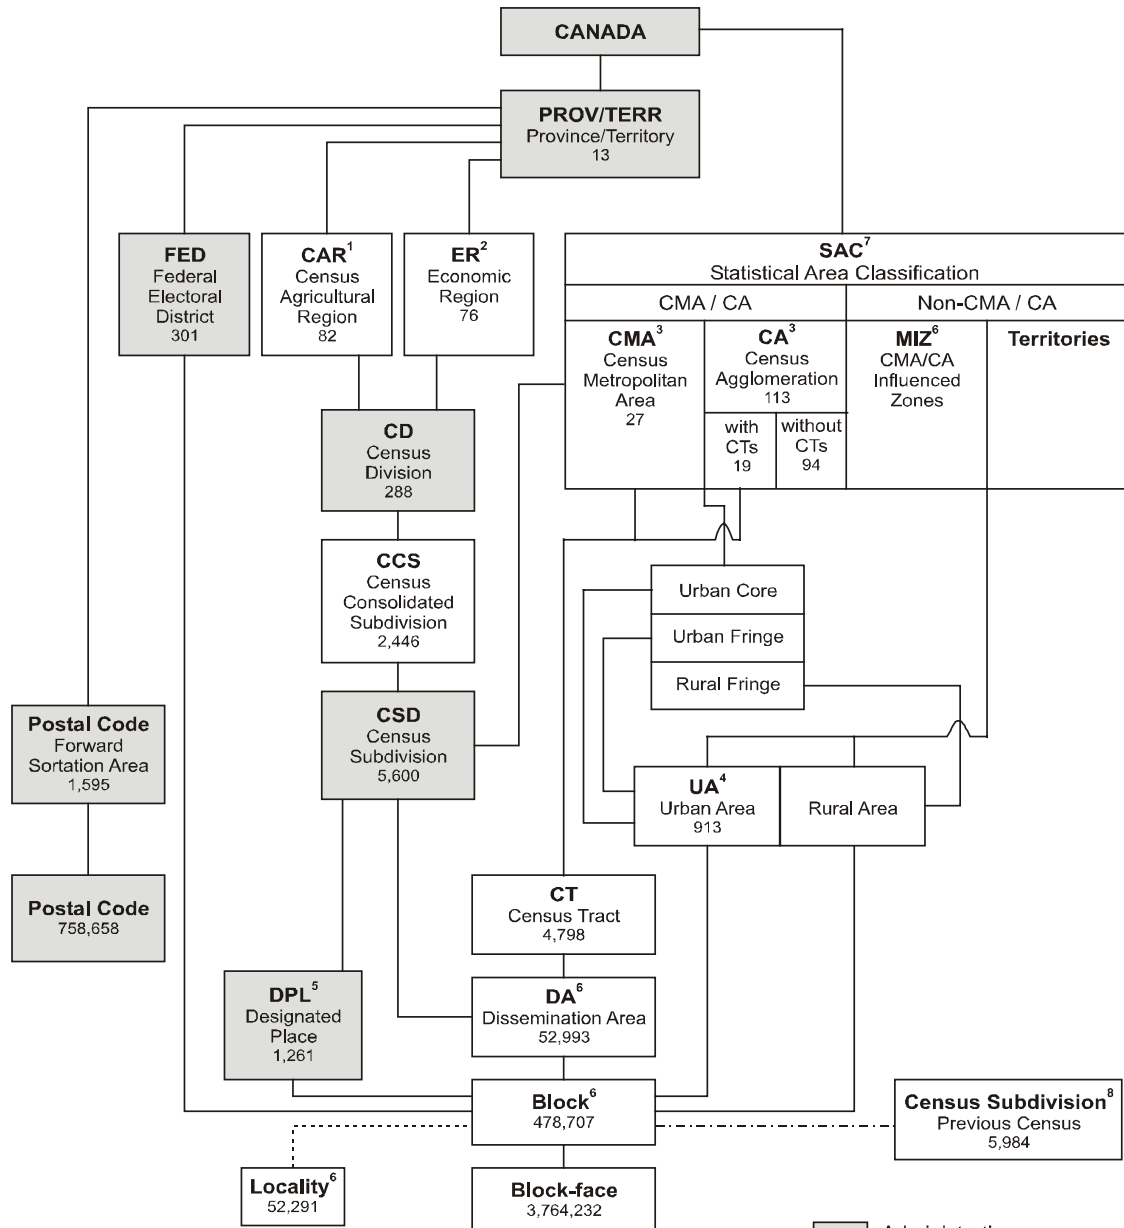 CANADA
PROV/TERR
Province/Territory
13
FED
Federal
Electoral
District
301
CAR1
Census
Agricultural
Region
82
ER2
Economic
Region
76
SAC7
Statistical Area Classification
CMA / CA
Non-CMA / CA
CMA3
Census
Metropolitan
Area
27
CA3
Census
Agglomeration
113
with
CTs
19
without
CTs
94
MIZ6
CMA/CA
Influenced
Zones
Territories
CD
Census
Division
288
CCS
Census
Consolidated
Subdivision
2,446
Urban Core
Urban Fringe
Rural Fringe
CSD
Census
Subdivision
5,600
Postal Code
Forward
Sortation Area
1,595
UA4
Urban Area
913
Rural Area
Postal Code
758,658
CT
Census Tract
4,798
DPL5
Designated
Place
1,261
DA6
Dissemination Area
52,993
Block6
478,707
Census Subdivision8
Previous Census
5,984
Locality6
52,291
Block-face
3,764,232